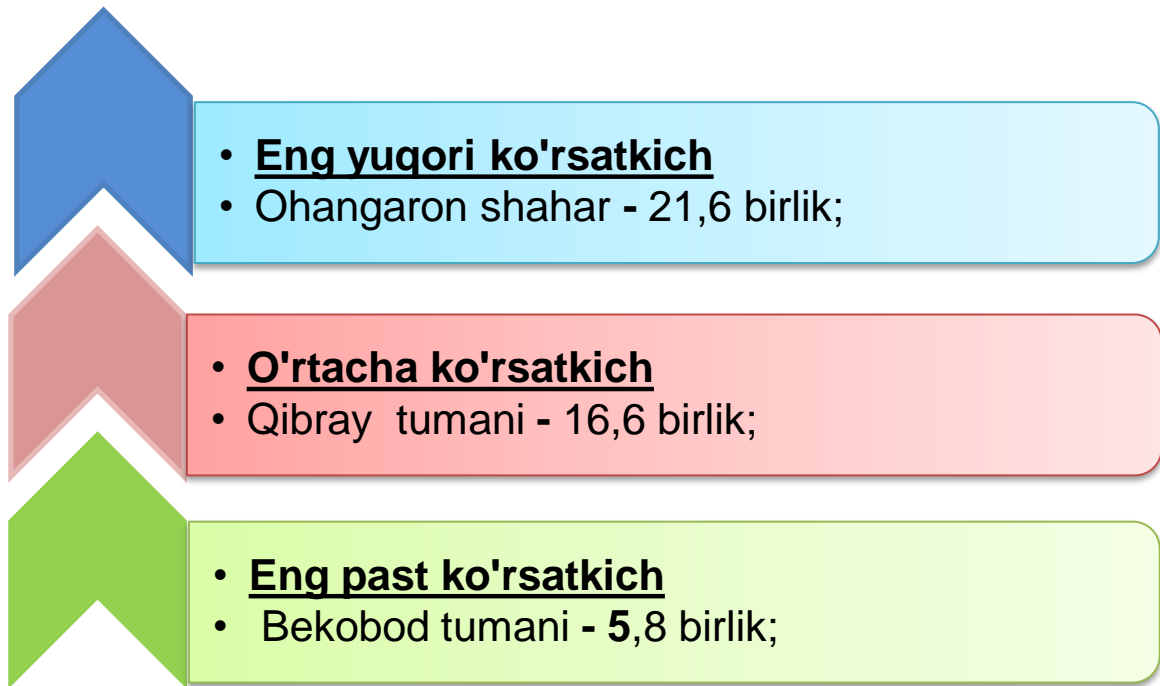 • Eng yuqori ko'rsatkich
• Ohangaron shahar - 21,6 birlik;
• O'rtacha ko'rsatkich
• Qibray tumani - 16,6 birlik;
• Eng past ko'rsatkich
• Bekobod tumani - 5,8 birlik;